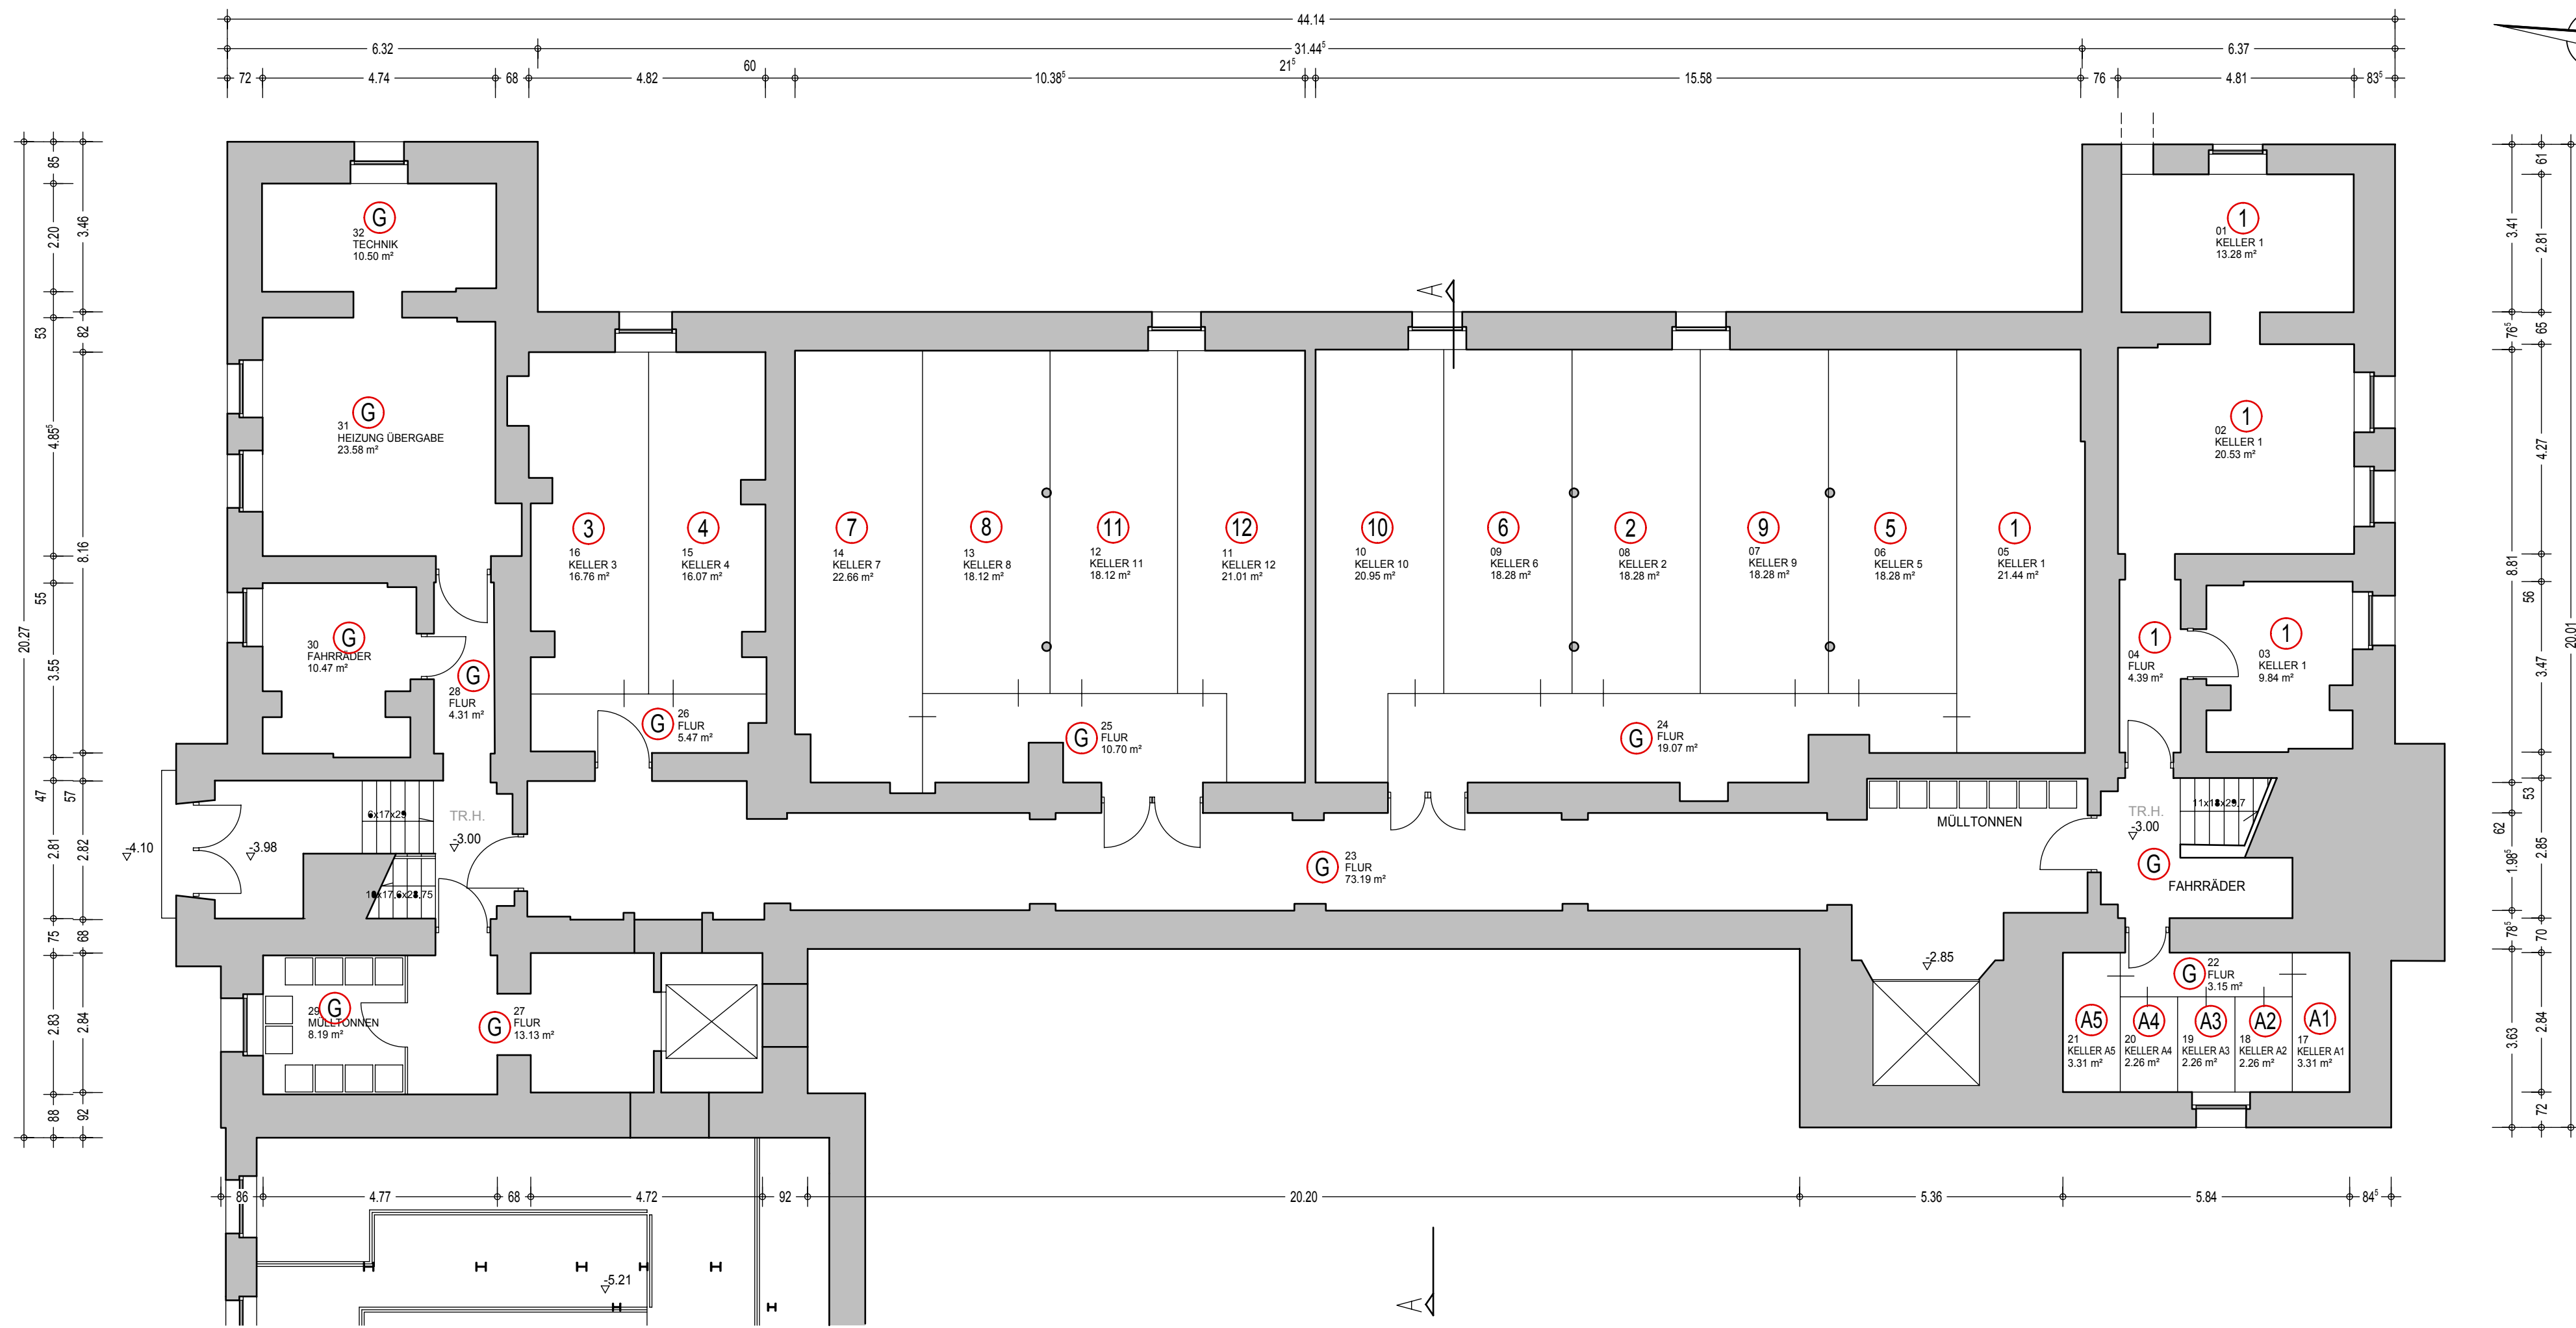 44.14
6.32
31.44⁵
6.37
72
4.74
68
4.82
60
10.38⁵
21⁵
15.58
76
4.81
83⁵
20.27
85
2.20
53
4.85⁵
55
3.55
47
2.81
75
2.83
88
3.46
82
8.16
57
2.82
68
2.84
92
3.41
76⁵
8.81
62
1.98⁵
78⁵
3.63
61
2.81
65
4.27
56
3.47
53
2.85
70
2.84
72
20.01
G
32
TECHNIK
10.50 m²
G
31
HEIZUNG ÜBERGABE
23.58 m²
G
30
FAHRRÄDER
10.47 m²
G
28
FLUR
4.31 m²
3
16
KELLER 3
16.76 m²
4
15
KELLER 4
16.07 m²
G
26
FLUR
5.47 m²
7
14
KELLER 7
22.66 m²
8
13
KELLER 8
18.12 m²
11
12
KELLER 11
18.12 m²
12
11
KELLER 12
21.01 m²
G
25
FLUR
10.70 m²
10
10
KELLER 10
20.95 m²
6
09
KELLER 6
18.28 m²
2
08
KELLER 2
18.28 m²
9
07
KELLER 9
18.28 m²
5
06
KELLER 5
18.28 m²
1
05
KELLER 1
21.44 m²
G
24
FLUR
19.07 m²
1
01
KELLER 1
13.28 m²
1
02
KELLER 1
20.53 m²
1
04
FLUR
4.39 m²
1
03
KELLER 1
9.84 m²
A
6x17x29
TR.H.
-3.00
-4.10
-3.98
G
23
FLUR
73.19 m²
MÜLLTONNEN
TR.H.
-3.00
11x18x29,7
G
FAHRRÄDER
-2.85
G
29
MÜLLTONNEN
8.19 m²
G
27
FLUR
13.13 m²
G
22
FLUR
3.15 m²
A5
21
KELLER A5
3.31 m²
A4
20
KELLER A4
2.26 m²
A3
19
KELLER A3
2.26 m²
A2
18
KELLER A2
2.26 m²
A1
17
KELLER A1
3.31 m²
86
4.77
68
4.72
92
20.20
5.36
5.84
84⁵
-5.21
A